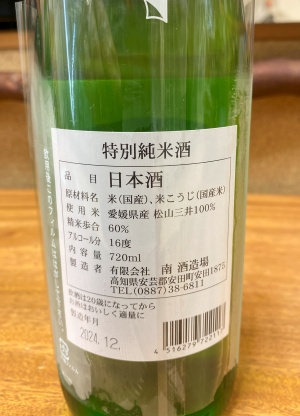 特別純米酒
品目 日本酒
原材料名 米(国産)、米こうじ(国産米)
使用米 愛媛県産 松山三井100%
精米歩合 60%
アルコール分 16度
内容量 720ml
製造者 有限会社 南 酒造場
高知県安芸郡安田町安田1875
TEL(0887)38-6811
飲酒は20歳になってから
お酒はおいしく適量に
製造年月
2024.12.